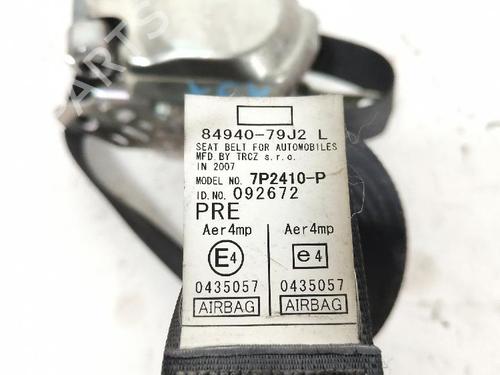 PARTS
84940-79J2 L
SEAT BELT FOR AUTOMOBILES
MFD BY TRCZ s.r.o.
IN 2007
MODEL NO. 7P2410-P
ID.NO. 092672
PRE
Aer4mp Aer4mp
E4 e4
0435057 0435057
AIRBAG AIRBAG